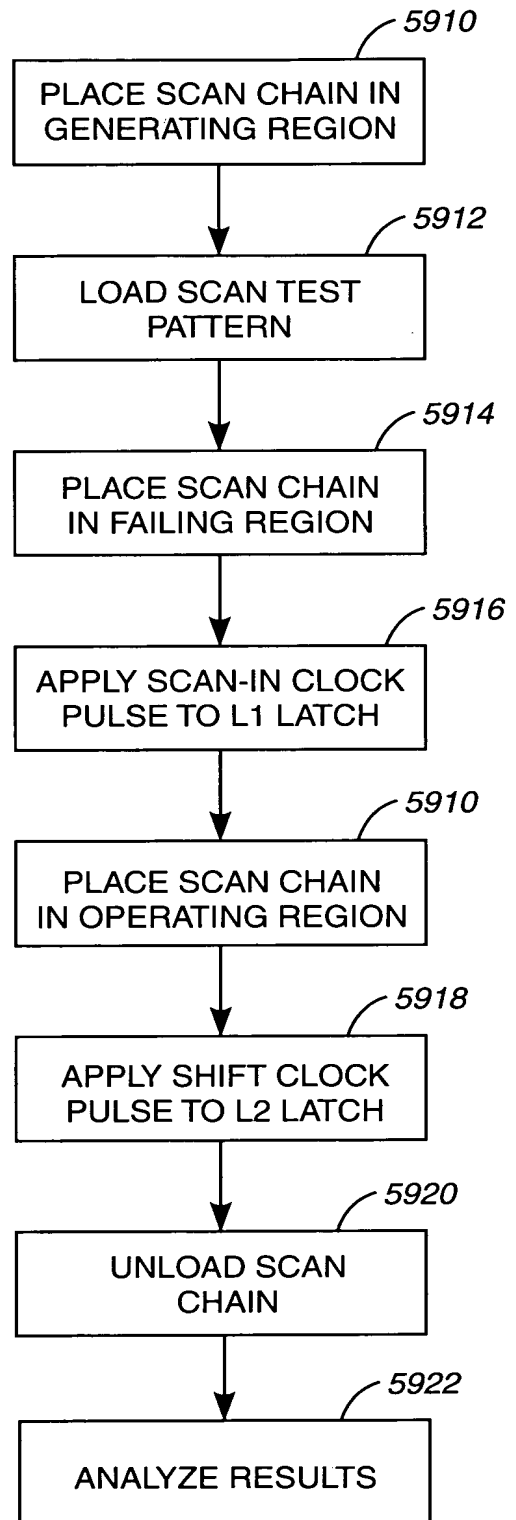 5910
PLACE SCAN CHAIN IN
GENERATING REGION
5912
LOAD SCAN TEST
PATTERN
5914
PLACE SCAN CHAIN
IN FAILING REGION
5916
APPLY SCAN-IN CLOCK
PULSE TO L1 LATCH
5910
PLACE SCAN CHAIN
IN OPERATING REGION
5918
APPLY SHIFT CLOCK
PULSE TO L2 LATCH
5920
UNLOAD SCAN
CHAIN
5922
ANALYZE RESULTS